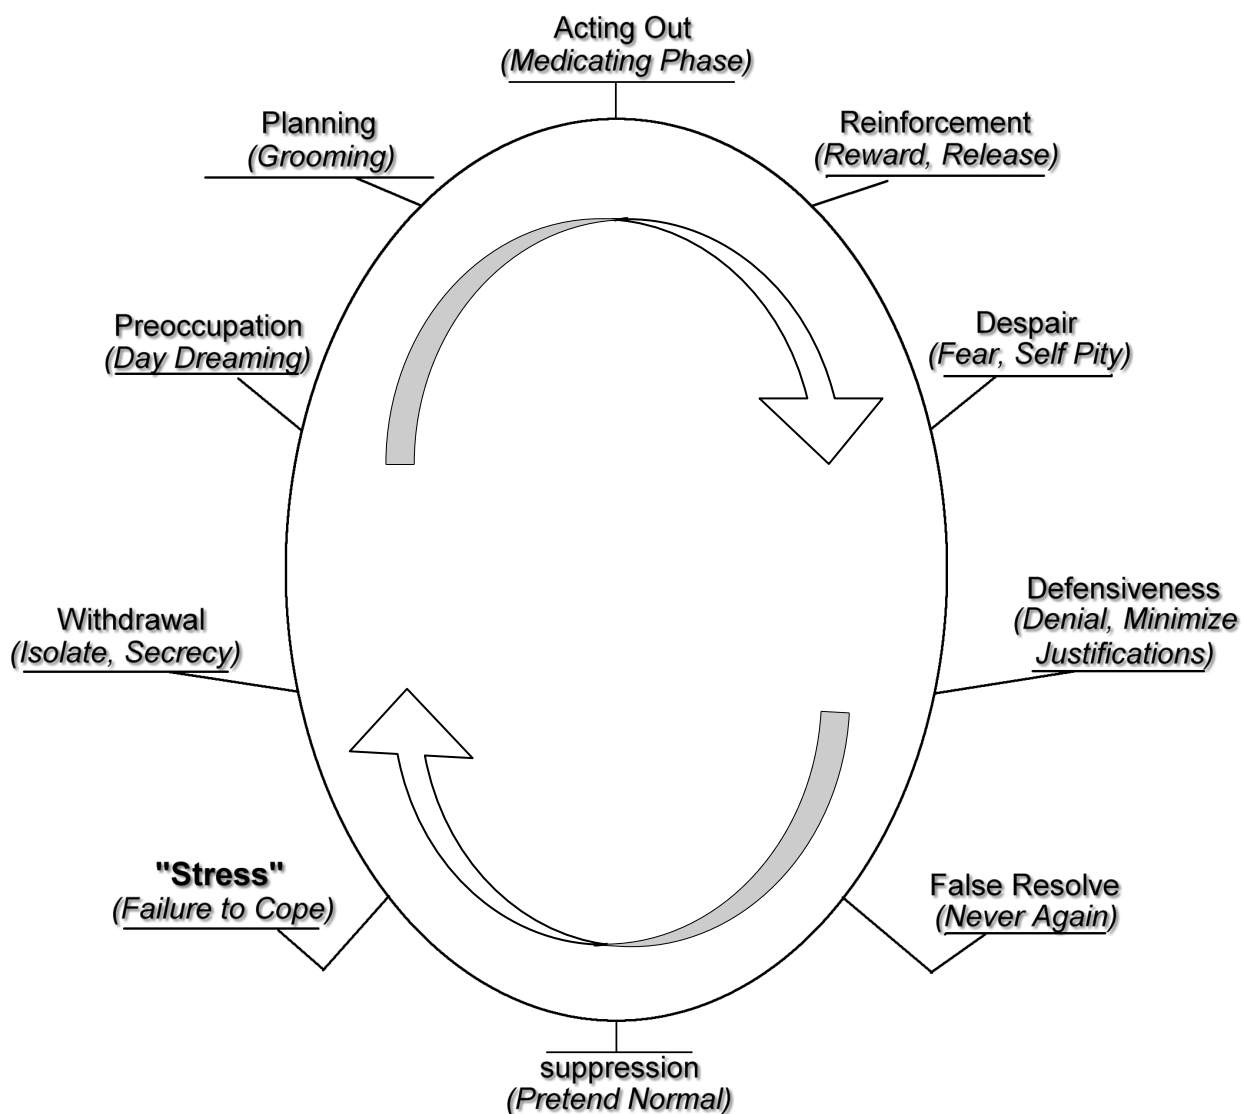 Acting Out
(Medicating Phase)
Planning
(Grooming)
Reinforcement
(Reward, Release)
Preoccupation
(Day Dreaming)
Despair
(Fear, Self Pity)
Withdrawal
(Isolate, Secrecy)
Defensiveness
(Denial, Minimize
Justifications)
"Stress"
(Failure to Cope)
False Resolve
(Never Again)
suppression
(Pretend Normal)